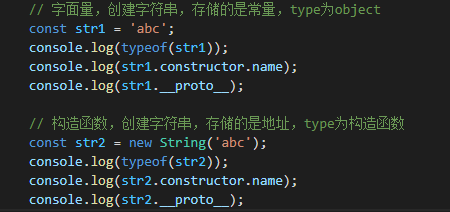 // 字面量，创建字符串，存储的是常量，type为object
const str1 = 'abc';
console.log(typeof(str1));
console.log(str1.constructor.name);
console.log(str1.__proto__);
// 构造函数，创建字符串，存储的是地址，type为构造函数
const str2 = new String('abc');
console.log(typeof(str2));
console.log(str2.constructor.name);
console.log(str2.__proto__);